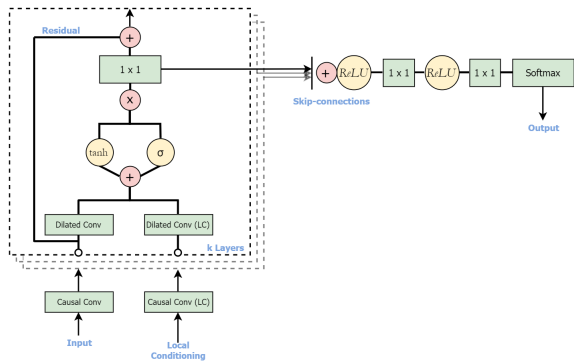 Residual
+
1 x 1
x
tanh
σ
+
Dilated Conv
Dilated Conv (LC)
k Layers
Causal Conv
Causal Conv (LC)
Input
Local
Conditioning
+
ReLU
1 x 1
ReLU
1 x 1
Softmax
Skip-connections
Output